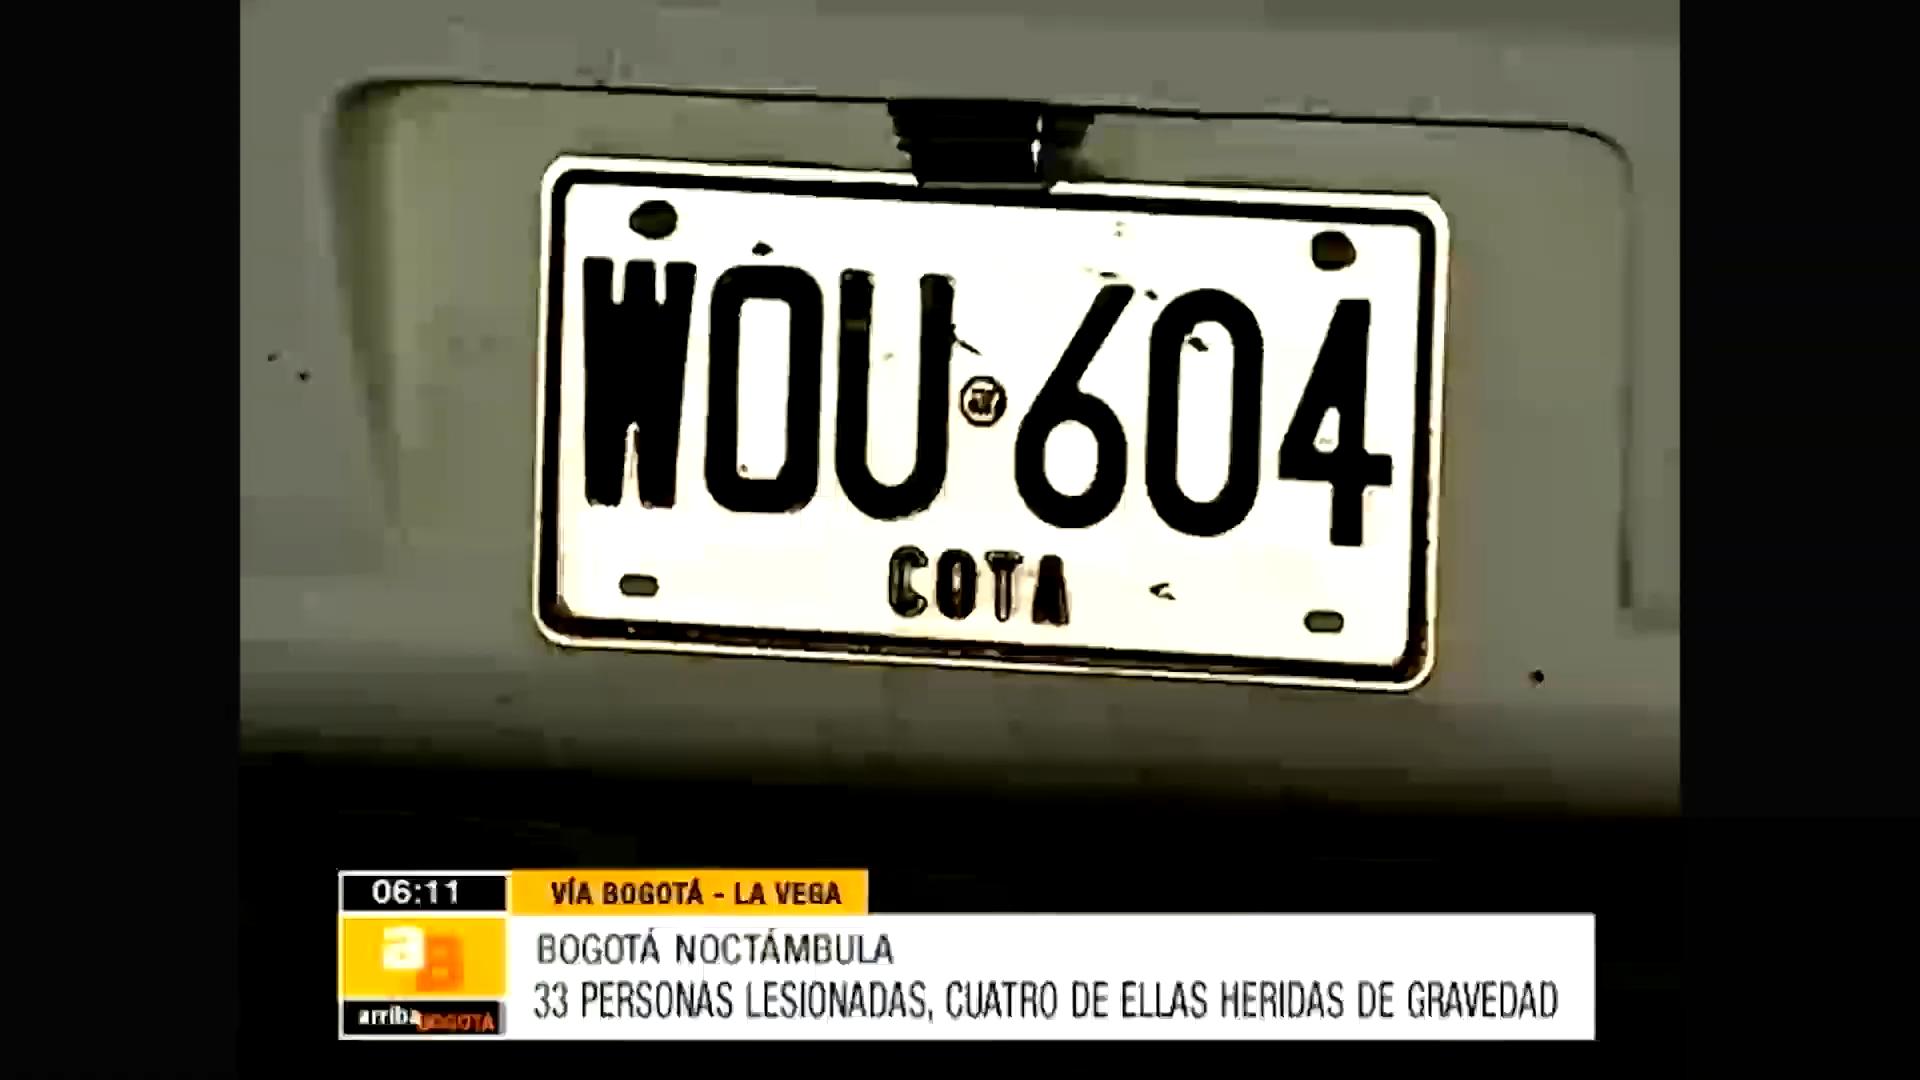 WOU 604
COTA
06:11
VÍA BOGOTÁ - LA VEGA
aB
BOGOTÁ NOCTÁMBULA
33 PERSONAS LESIONADAS, CUATRO DE ELLAS HERIDAS DE GRAVEDAD
arriba BOGOTÁ